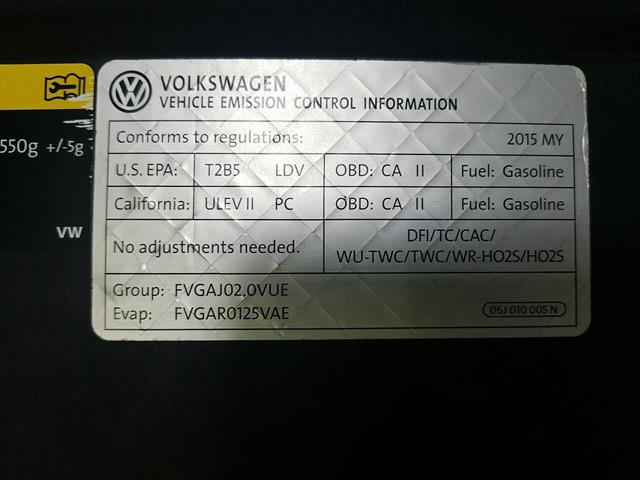 VOLKSWAGEN
VEHICLE EMISSION CONTROL INFORMATION
Conforms to regulations: 2015 MY
U.S. EPA: T2B5 LDV OBD: CA II Fuel: Gasoline
California: ULEV II PC OBD: CA II Fuel: Gasoline
No adjustments needed.
DFI/TC/CAC/
WU-TWC/TWC/WR-HO2S/HO2S
Group: FVGAJ02.0VUE
Evap: FVGAR0125VAE
06J 010 005 N
550g +/-5g
VW